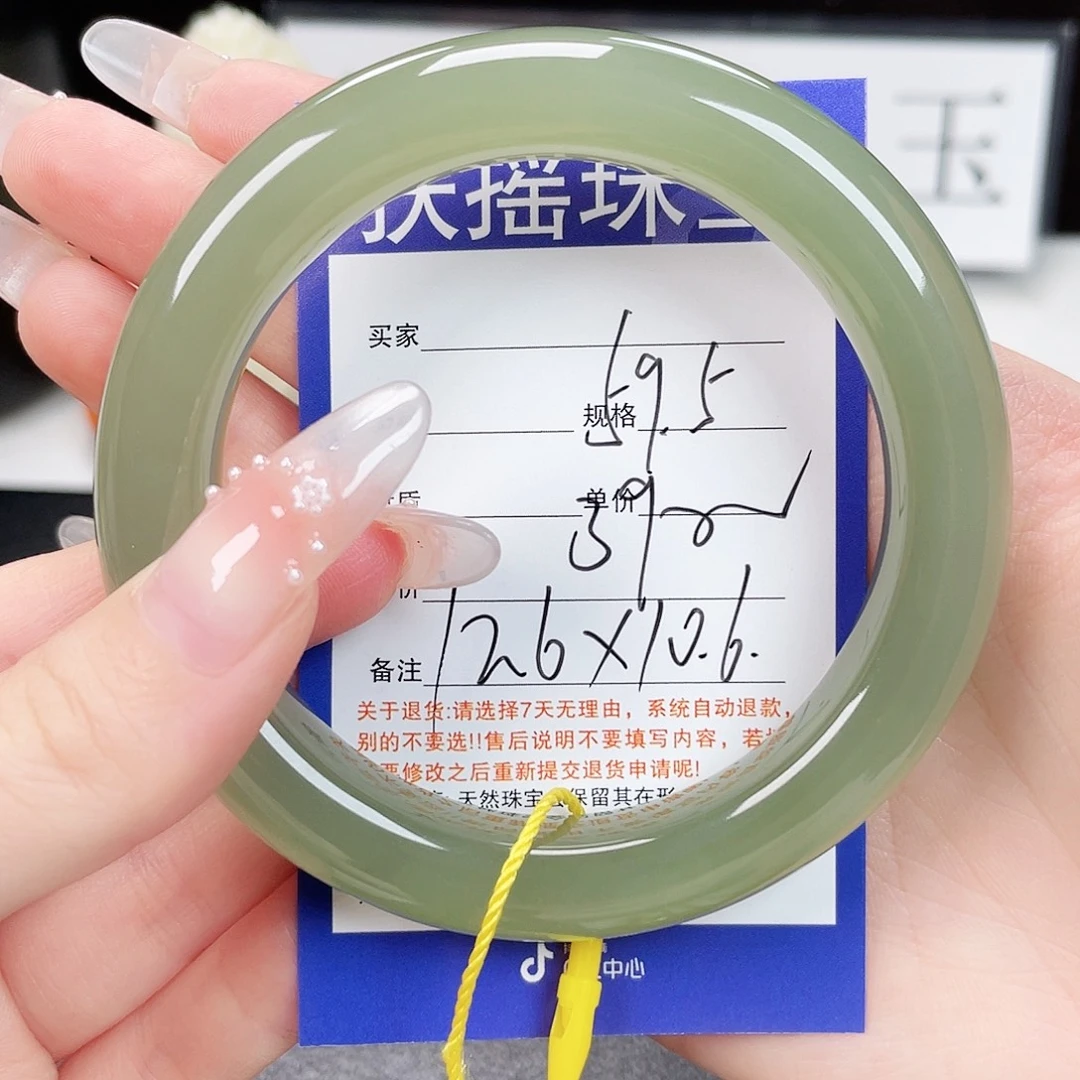 玉
扶摇珠宝
买家
规格 59.5
单价
备注 126×10.6.
关于退货:请选择7天无理由，系统自动退款，
别的不要选!!售后说明不要填写内容，若
要修改之后重新提交退货申请呢!
天然珠宝 保留其在形
中心